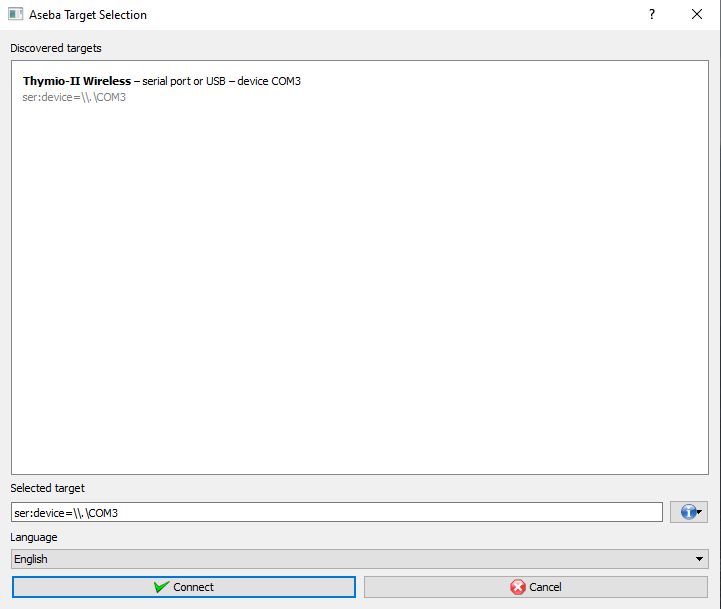 Aseba Target Selection
?
Discovered targets
Thymio-II Wireless – serial port or USB – device COM3
ser:device=\\.\COM3
Selected target
ser:device=\\.\COM3
Language
English
Connect
Cancel